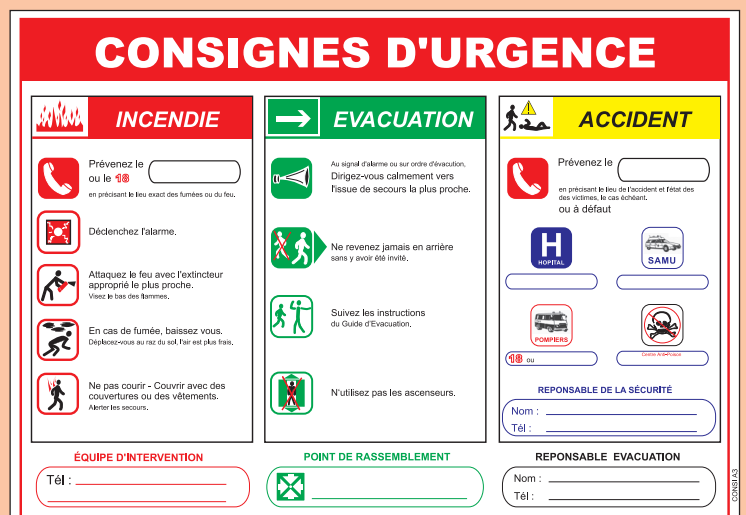 CONSIGNES D'URGENCE
INCENDIE
Prévenez le
ou le 18
en précisant le lieu exact des fumées ou du feu.
Déclenchez l'alarme.
Attaquez le feu avec l'extincteur
approprié le plus proche.
Visez le bas des flammes.
En cas de fumée, baissez vous.
Déplacez-vous au raz du sol, l'air est plus frais.
Ne pas courir - Couvrir avec des
couvertures ou des vêtements.
Alerter les secours.
EVACUATION
Au signal d'alarme ou sur ordre d'évacution,
Dirigez-vous calmement vers
l'issue de secours la plus proche.
Ne revenez jamais en arrière
sans y avoir été invité.
Suivez les instructions
du Guide d'Evacuation.
N'utilisez pas les ascenseurs.
ACCIDENT
Prévenez le
en précisant le lieu de l'accident et l'état des
des victimes, le cas échéant.
ou à défaut
H
HOPITAL
SAMU
POMPIERS
18 ou
Centre Anti-Poison
REPONSABLE DE LA SÉCURITÉ
Nom :
Tél :
ÉQUIPE D'INTERVENTION
Tél :
POINT DE RASSEMBLEMENT
REPONSABLE EVACUATION
Nom :
Tél :
CONSI A3